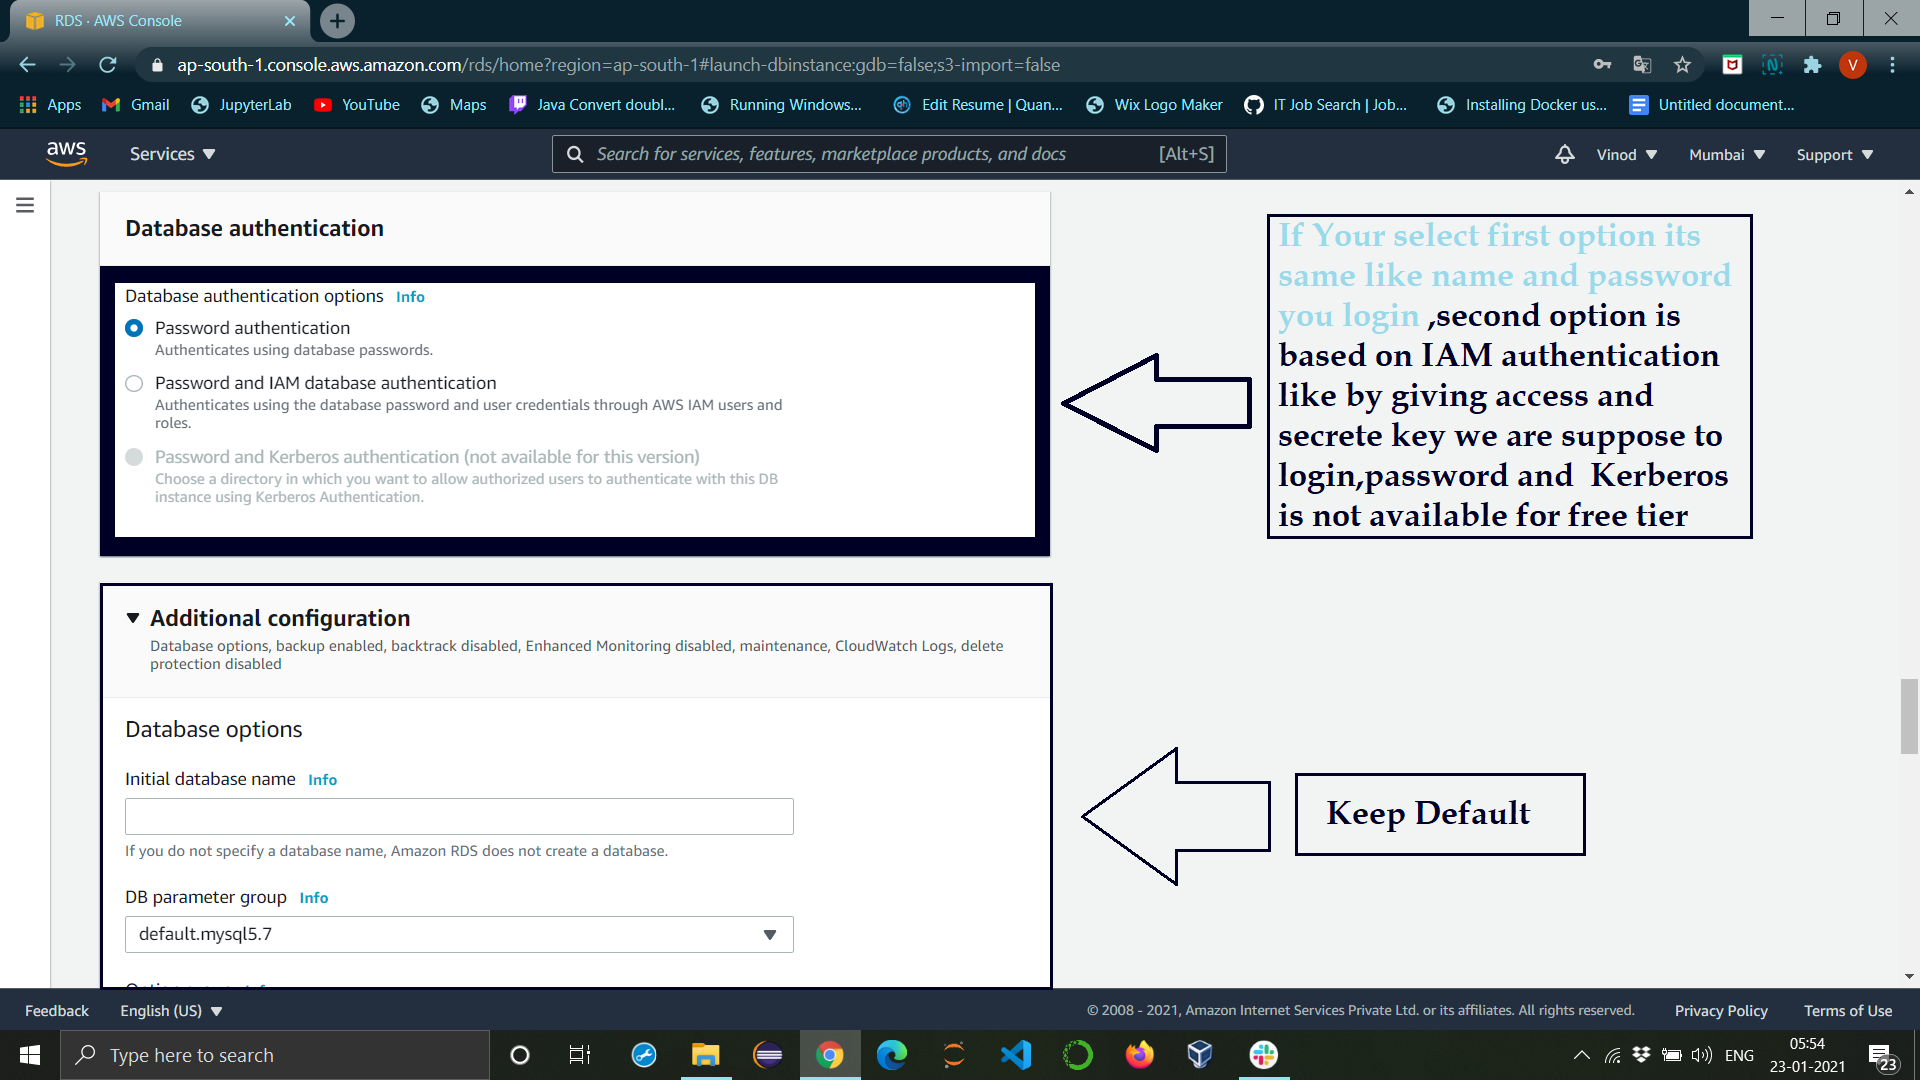 RDS · AWS Console
ap-south-1.console.aws.amazon.com/rds/home?region=ap-south-1#launch-dbinstance:gdb=false;s3-import=false
V
Apps Gmail JupyterLab YouTube Maps Java Convert doubl... Running Windows... Edit Resume | Quan... Wix Logo Maker IT Job Search | Job... Installing Docker us... Untitled document...
aws Services Search for services, features, marketplace products, and docs [Alt+S] Vinod Mumbai Support
Database authentication
Database authentication options Info
Password authentication
Authenticates using database passwords.
Password and IAM database authentication
Authenticates using the database password and user credentials through AWS IAM users and
roles.
Password and Kerberos authentication (not available for this version)
Choose a directory in which you want to allow authorized users to authenticate with this DB
instance using Kerberos Authentication.
If Your select first option its
same like name and password
you login ,second option is
based on IAM authentication
like by giving access and
secrete key we are suppose to
login,password and Kerberos
is not available for free tier
Additional configuration
Database options, backup enabled, backtrack disabled, Enhanced Monitoring disabled, maintenance, CloudWatch Logs, delete
protection disabled
Database options
Initial database name Info
If you do not specify a database name, Amazon RDS does not create a database.
Keep Default
DB parameter group Info
default.mysql5.7
Feedback English (US) © 2008 - 2021, Amazon Internet Services Private Ltd. or its affiliates. All rights reserved. Privacy Policy Terms of Use
Type here to search
ENG
05:54
23-01-2021
23